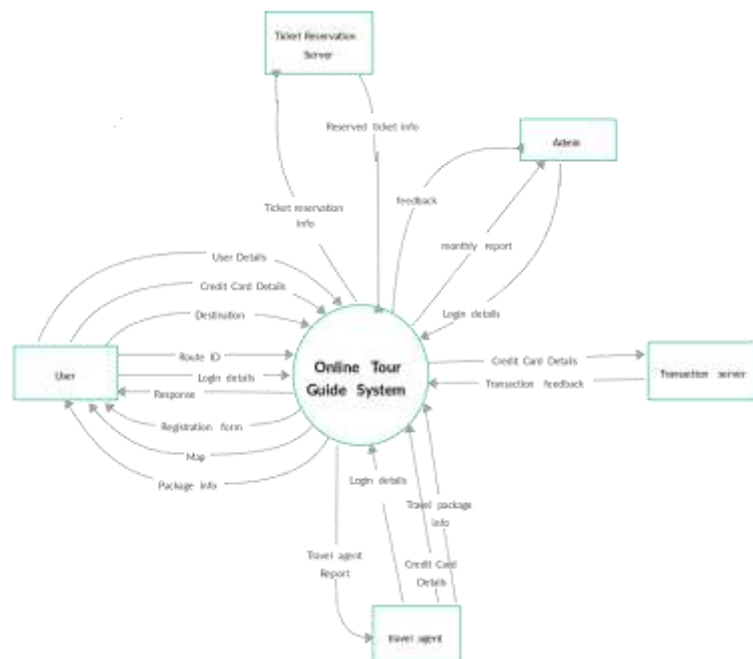 Ticket Reservation
Server
Reserved ticket info
Admin
feedback
Ticket reservation
info
monthly report
User Details
Credit Card Details
Destination
Login details
Route ID
User
Login details
Response
Online Tour
Guide System
Credit Card Details
Transaction feedback
Transaction server
Registration form
Map
Package info
Login details
Travel package
info
Travel agent
Report
Credit Card
Details
travel agent